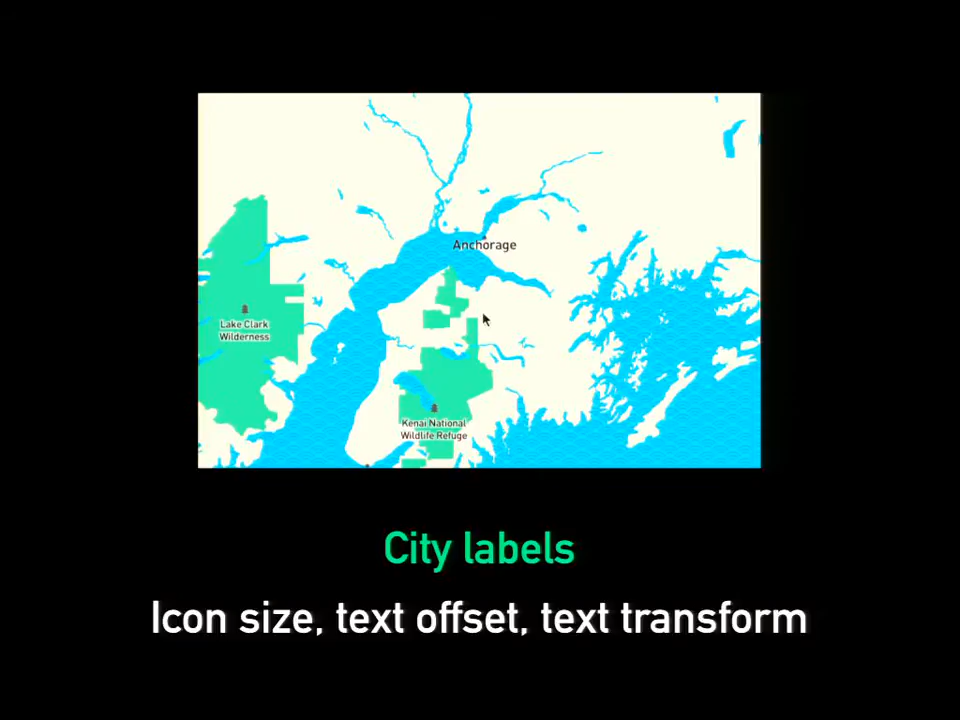 Anchorage
Lake Clark
Wilderness
Kenai National
Wildlife Refuge
City labels
Icon size, text offset, text transform